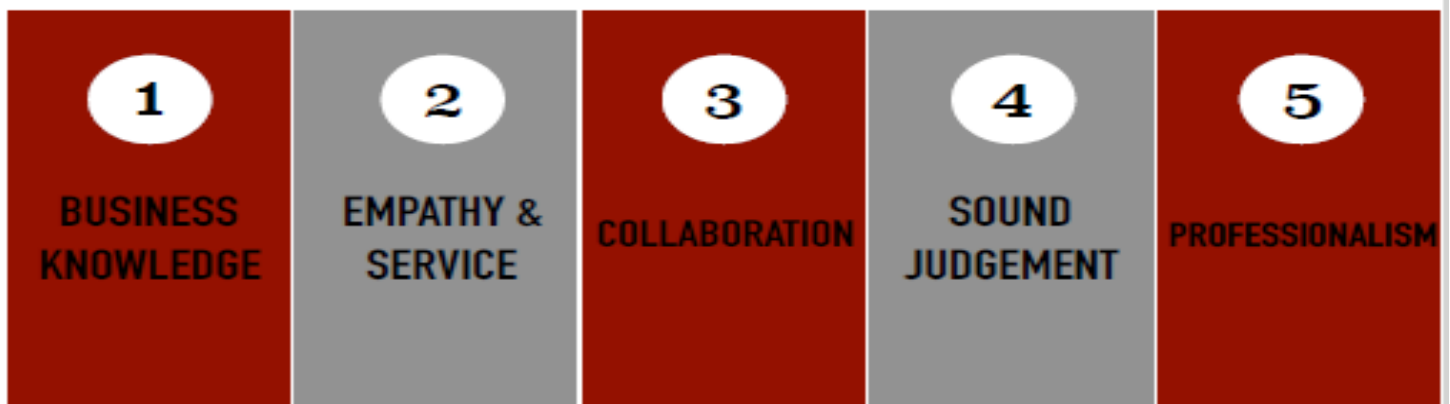 1
BUSINESS
KNOWLEDGE
2
EMPATHY &
SERVICE
3
COLLABORATION
4
SOUND
JUDGEMENT
5
PROFESSIONALISM